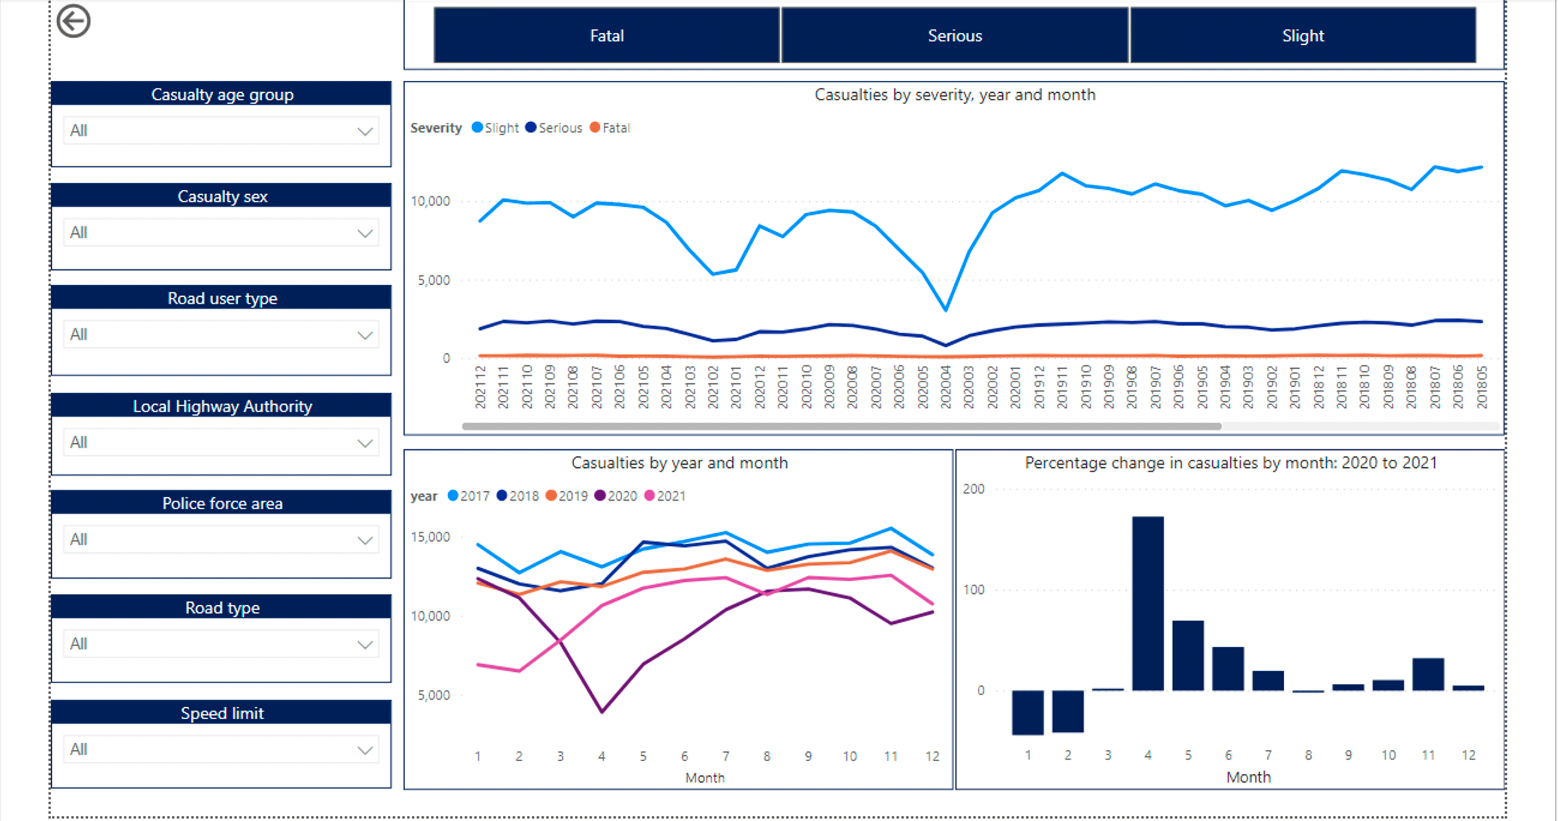 Fatal Serious Slight
Casualty age group
All
Casualty sex
All
Road user type
All
Local Highway Authority
All
Police force area
All
Road type
All
Speed limit
All
Casualties by severity, year and month
Severity Slight Serious Fatal
10,000
5,000
0
202112 202111 202110 202109 202108 202107 202106 202105 202104 202103 202102 202101 202012 202011 202010 202009 202008 202007 202006 202005 202004 202003 202002 202001 201912 201911 201910 201909 201908 201907 201906 201905 201904 201903 201902 201901 201812 201811 201810 201809 201808 201807 201806 201805
Casualties by year and month
year 2017 2018 2019 2020 2021
15,000
10,000
5,000
1 2 3 4 5 6 7 8 9 10 11 12
Month
Percentage change in casualties by month: 2020 to 2021
200
100
0
1 2 3 4 5 6 7 8 9 10 11 12
Month